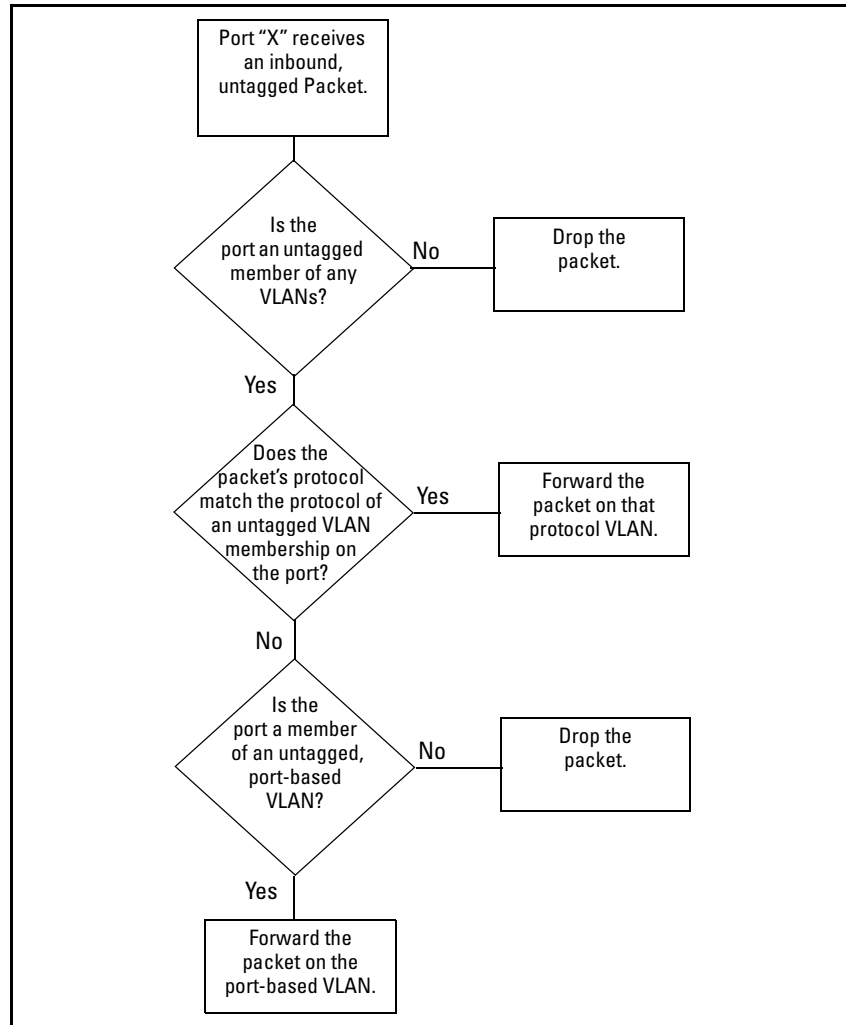 Port “X” receives
an inbound,
untagged Packet.
Is the
port an untagged
member of any
VLANs?
No
Drop the
packet.
Yes
Does the
packet’s protocol
match the protocol of
an untagged VLAN
membership on
the port?
Yes
Forward the
packet on that
protocol VLAN.
No
Is the
port a member
of an untagged,
port-based
VLAN?
No
Drop the
packet.
Yes
Forward the
packet on the
port-based VLAN.